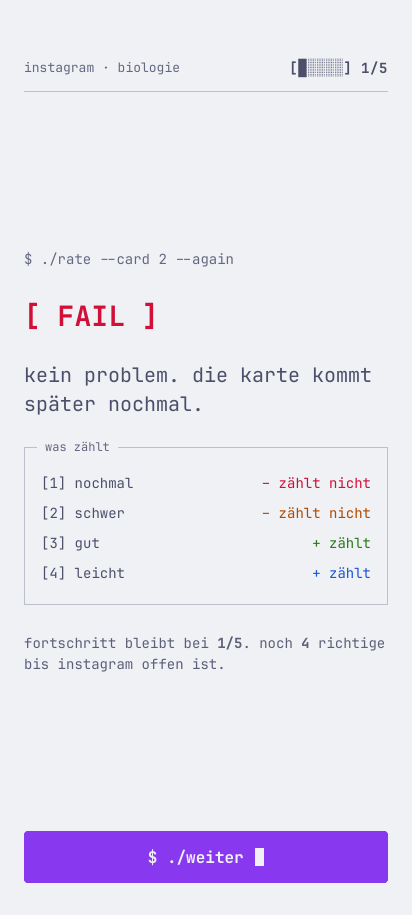 instagram · biologie
[█░░░░] 1/5
$ ./rate --card 2 --again
[ FAIL ]
kein problem. die karte kommt
später nochmal.
was zählt
[1] nochmal – zählt nicht
[2] schwer – zählt nicht
[3] gut + zählt
[4] leicht + zählt
fortschritt bleibt bei 1/5. noch 4 richtige
bis instagram offen ist.
$ ./weiter █